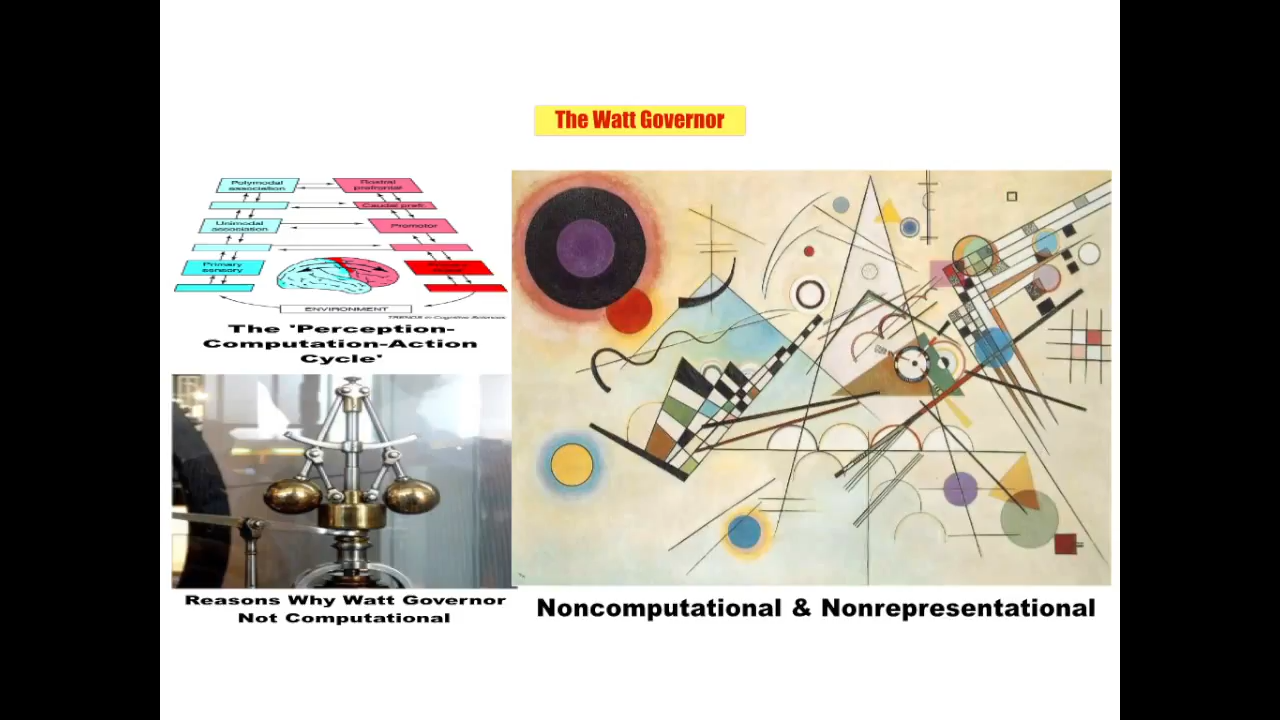 The Watt Governor
Polymodal
association
Rostral
prefrontal
Caudal pref.
Unimodal
association
Premotor
Primary
sensory
ENVIRONMENT
TRENDS in Cognitive Sciences
The 'Perception-
Computation-Action
Cycle'
Reasons Why Watt Governor
Not Computational
Noncomputational & Nonrepresentational